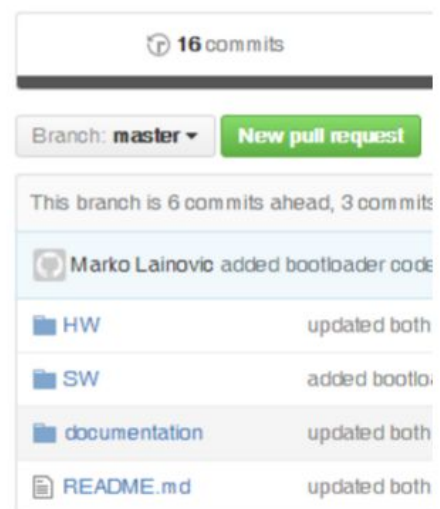 16 commits
Branch: master
New pull request
This branch is 6 commits ahead, 3 commits
Marko Lainovic added bootloader code
HW updated both
SW added bootloa
documentation updated both
README.md updated both